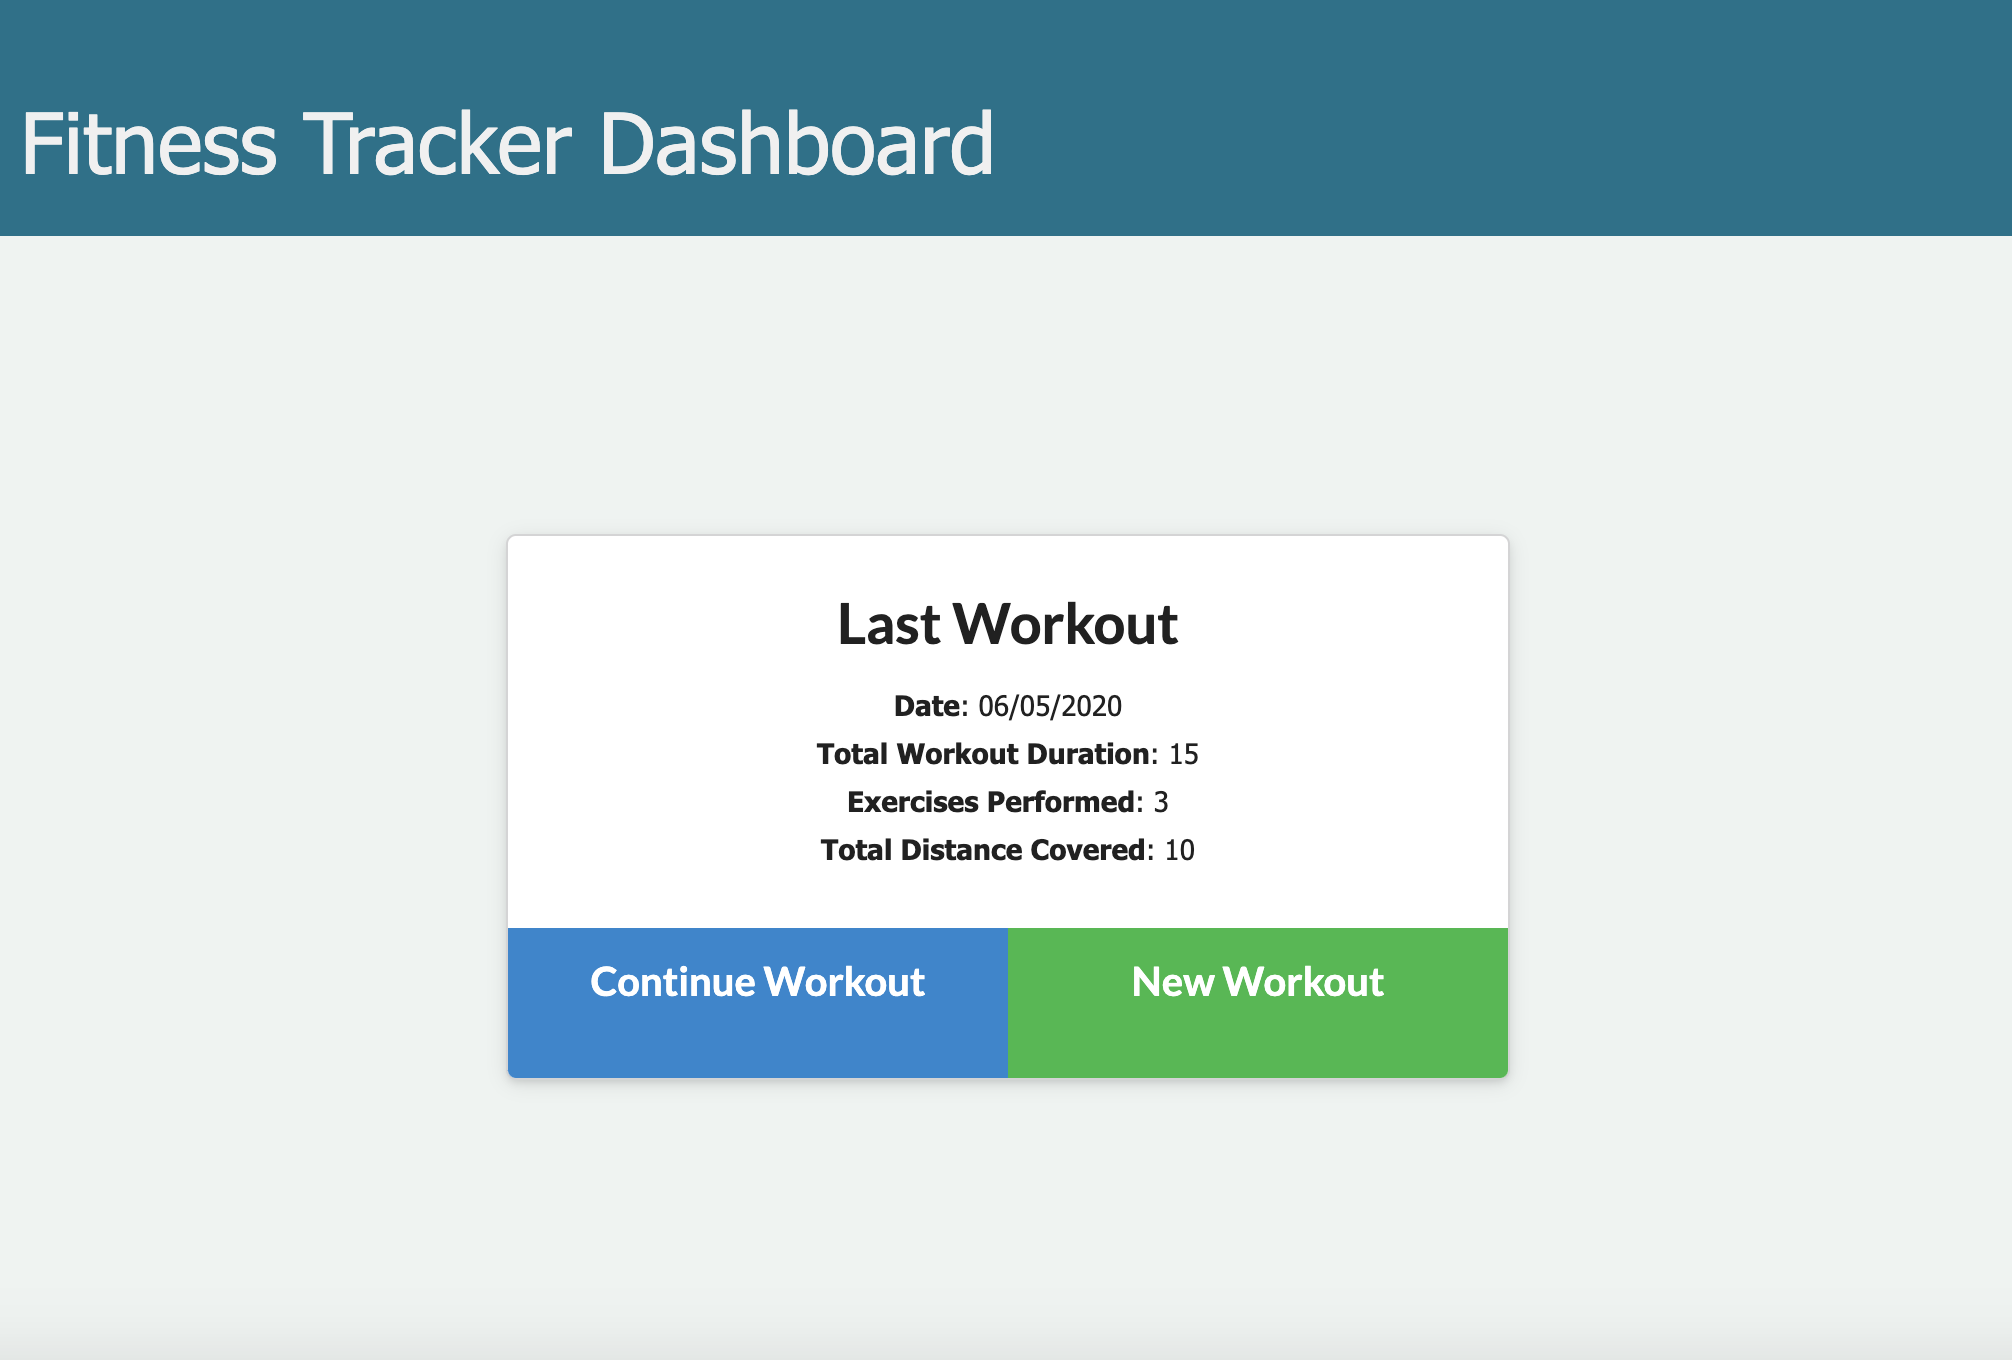 Fitness Tracker Dashboard
Last Workout
Date: 06/05/2020
Total Workout Duration: 15
Exercises Performed: 3
Total Distance Covered: 10
Continue Workout
New Workout